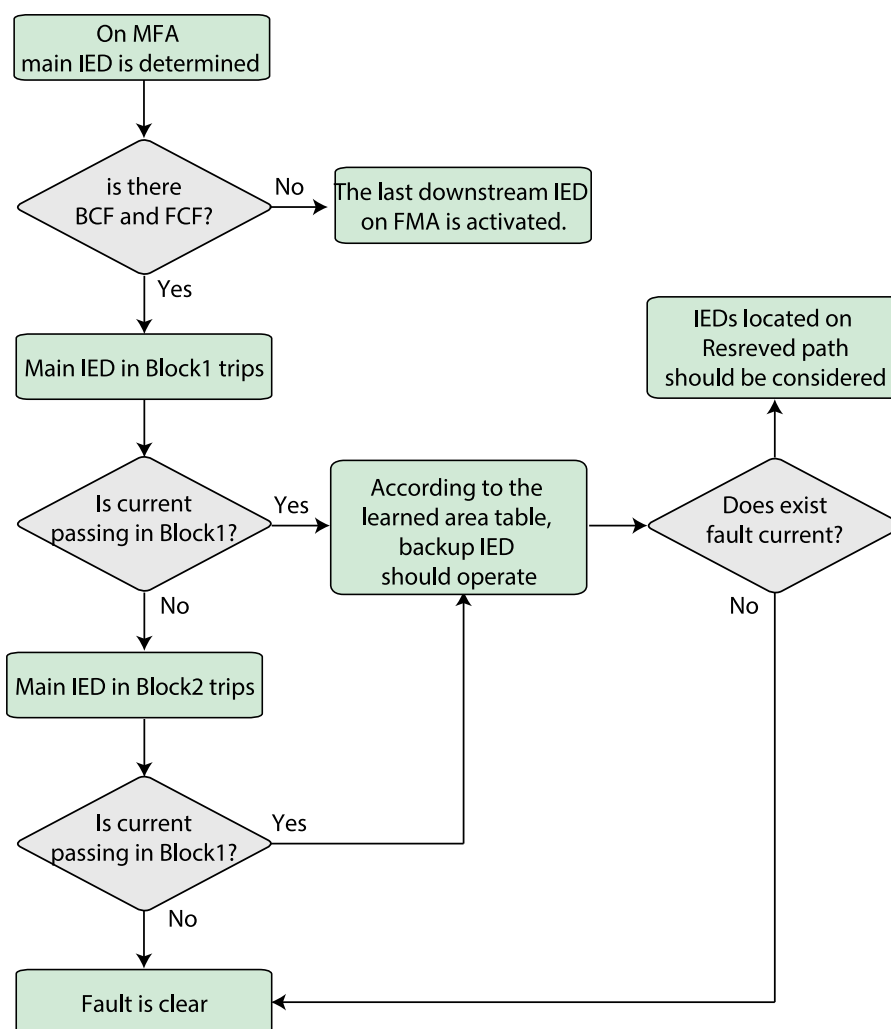 On MFA
main IED is determined
is there
BCF and FCF?
No
The last downstream IED
on FMA is activated.
Yes
Main IED in Block1 trips
IEDs located on
Resreved path
should be considered
Is current
passing in Block1?
Yes
According to the
learned area table,
backup IED
should operate
Does exist
fault current?
No
No
Main IED in Block2 trips
Is current
passing in Block1?
Yes
No
Fault is clear